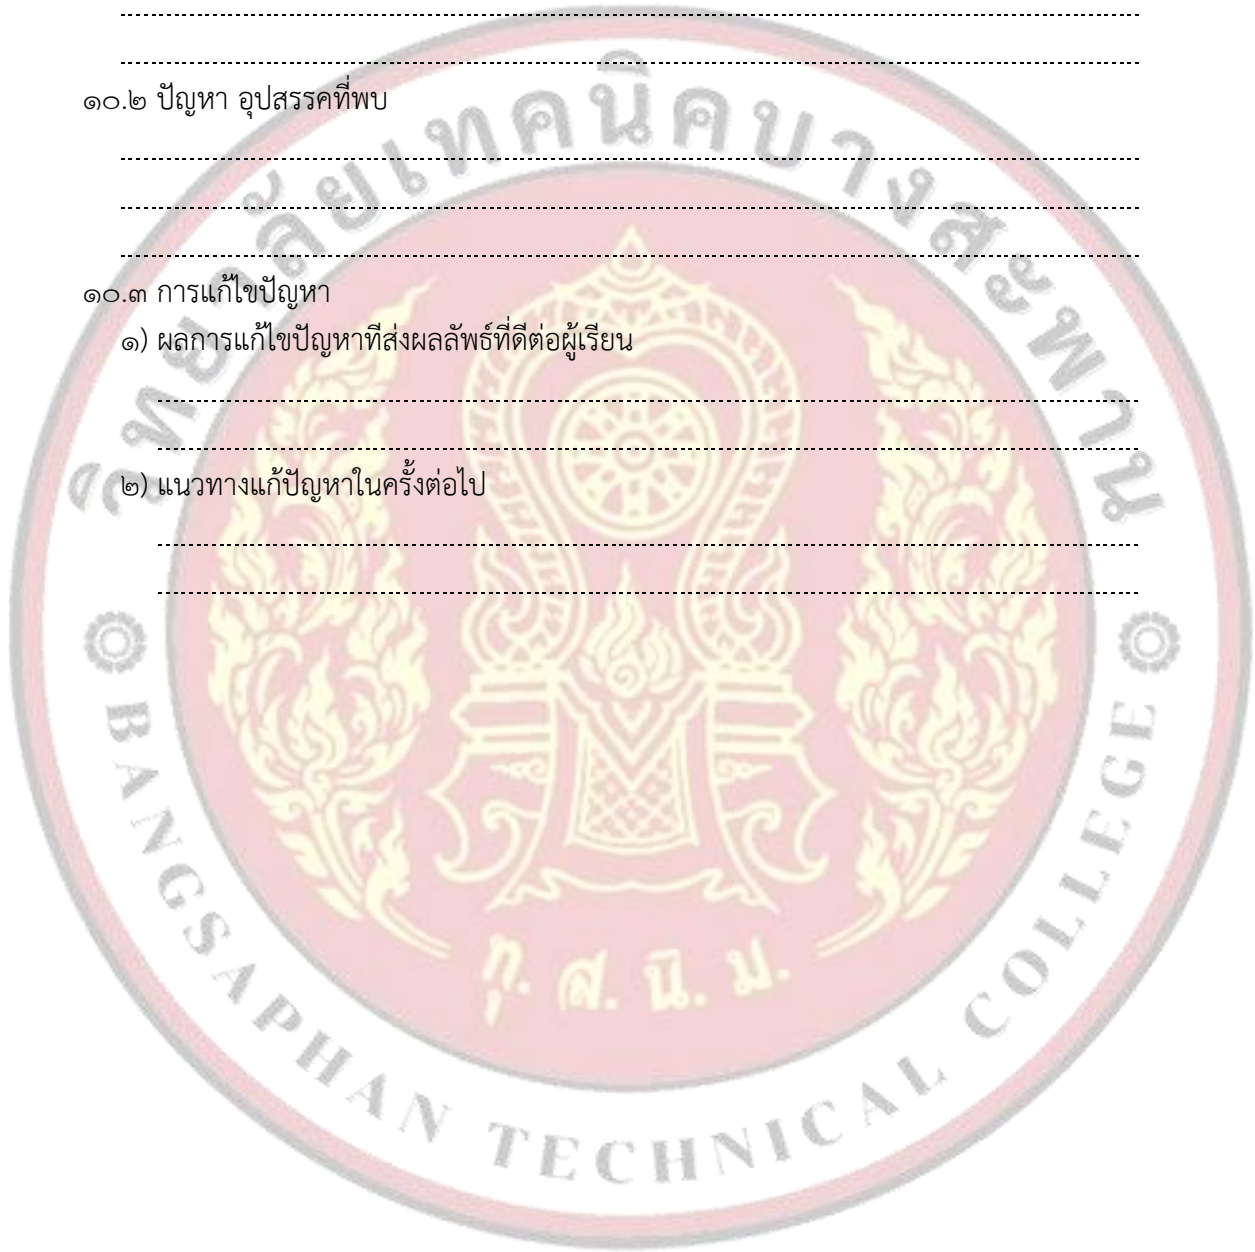 ๑๐.๒ ปัญหา อุปสรรคที่พบ
๑๐.๓ การแก้ไขปัญหา
๑) ผลการแก้ไขปัญหาทีส่งผลลัพธ์ที่ดีต่อผู้เรียน
๒) แนวทางแก้ปัญหาในครั้งต่อไป
วิทยาลัยเทคนิคบางสะพาน
ทุ. ส. นิ. ม.
BANGSAPHAN TECHNICAL COLLEGE